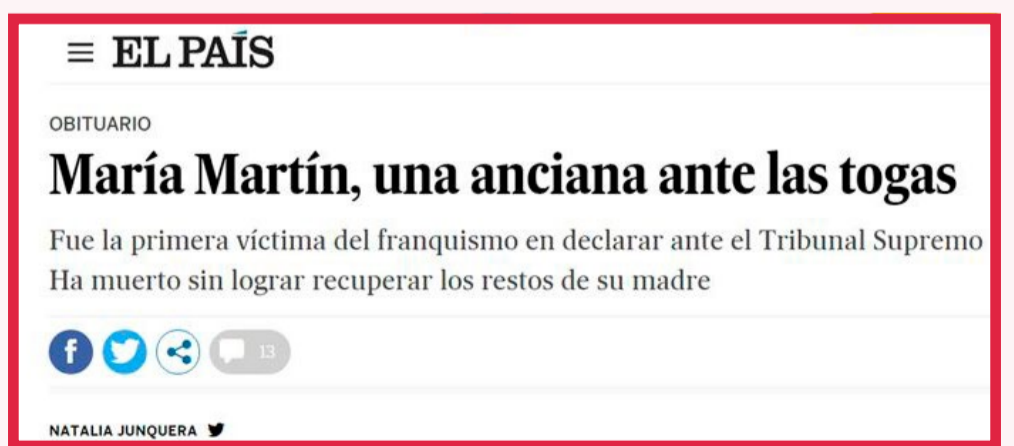 EL PAÍS
OBITUARIO
María Martín, una anciana ante las togas
Fue la primera víctima del franquismo en declarar ante el Tribunal Supremo
Ha muerto sin lograr recuperar los restos de su madre
f 13
NATALIA JUNQUERA